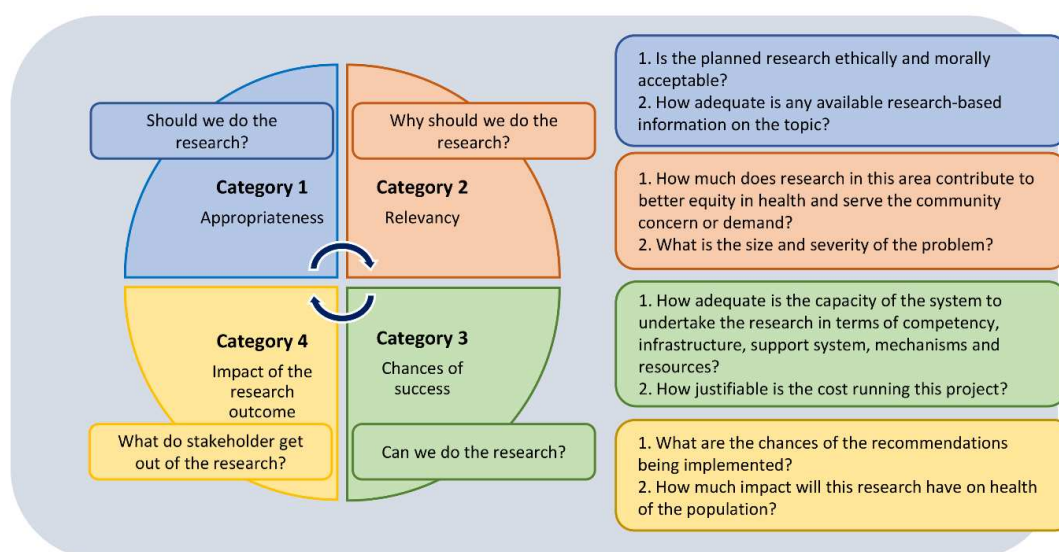 Should we do the
research?
Category 1
Appropriateness
Why should we do the
research?
Category 2
Relevancy
Category 4
Impact of the
research
outcome
What do stakeholder get
out of the research?
Category 3
Chances of
success
Can we do the research?
1. Is the planned research ethically and morally
acceptable?
2. How adequate is any available research-based
information on the topic?
1. How much does research in this area contribute to
better equity in health and serve the community
concern or demand?
2. What is the size and severity of the problem?
1. How adequate is the capacity of the system to
undertake the research in terms of competency,
infrastructure, support system, mechanisms and
resources?
2. How justifiable is the cost running this project?
1. What are the chances of the recommendations
being implemented?
2. How much impact will this research have on health
of the population?